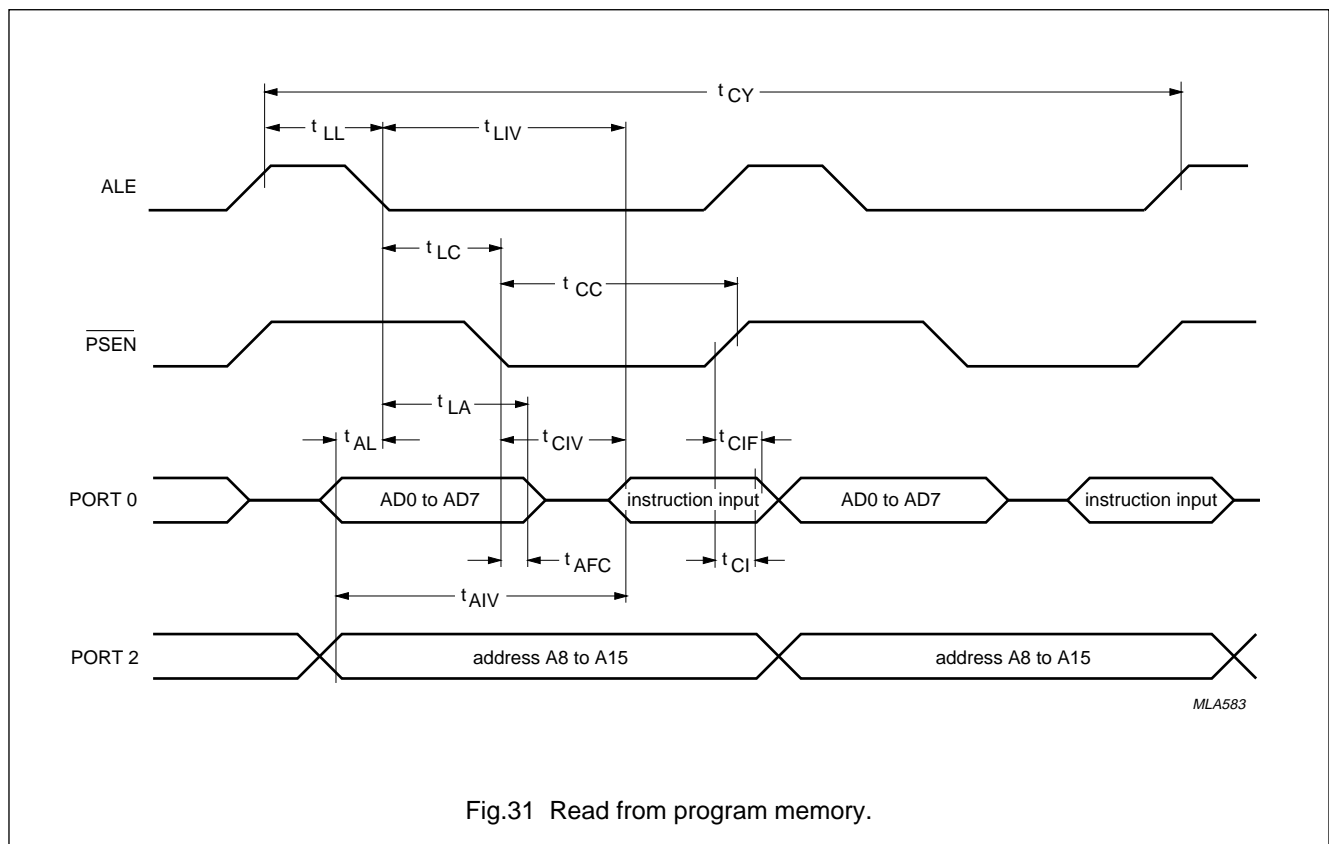 t CY
t LL
t LIV
ALE
t LC
t CC
PSEN
t LA
t AL
t CIV
t CIF
PORT 0
AD0 to AD7
instruction input
AD0 to AD7
instruction input
t AFC
t CI
t AIV
PORT 2
address A8 to A15
address A8 to A15
MLA583
Fig.31 Read from program memory.